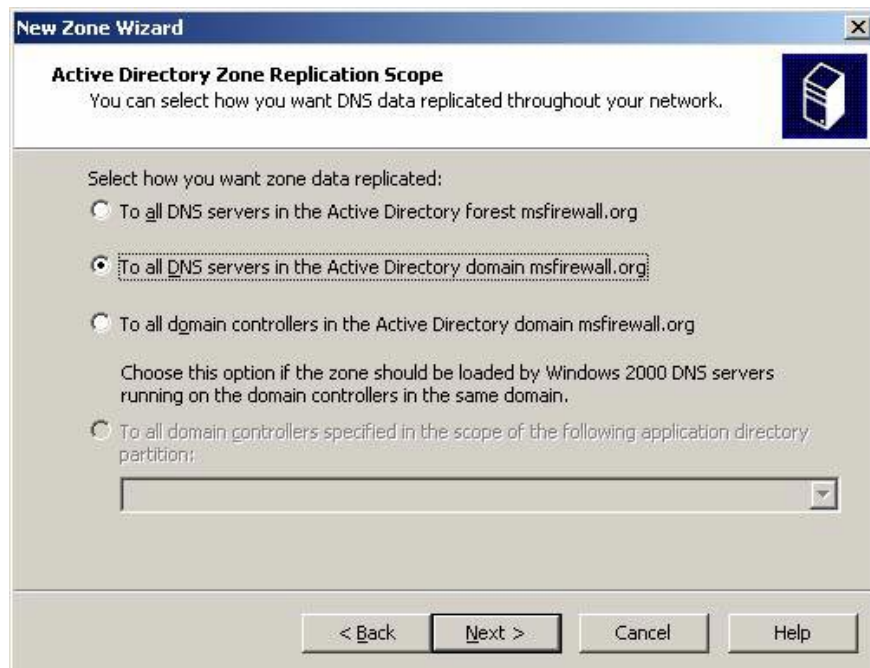 New Zone Wizard
Active Directory Zone Replication Scope
You can select how you want DNS data replicated throughout your network.
Select how you want zone data replicated:
To all DNS servers in the Active Directory forest msfirewall.org
To all DNS servers in the Active Directory domain msfirewall.org
To all domain controllers in the Active Directory domain msfirewall.org
Choose this option if the zone should be loaded by Windows 2000 DNS servers
running on the domain controllers in the same domain.
To all domain controllers specified in the scope of the following application directory
partition:
< Back Next > Cancel Help